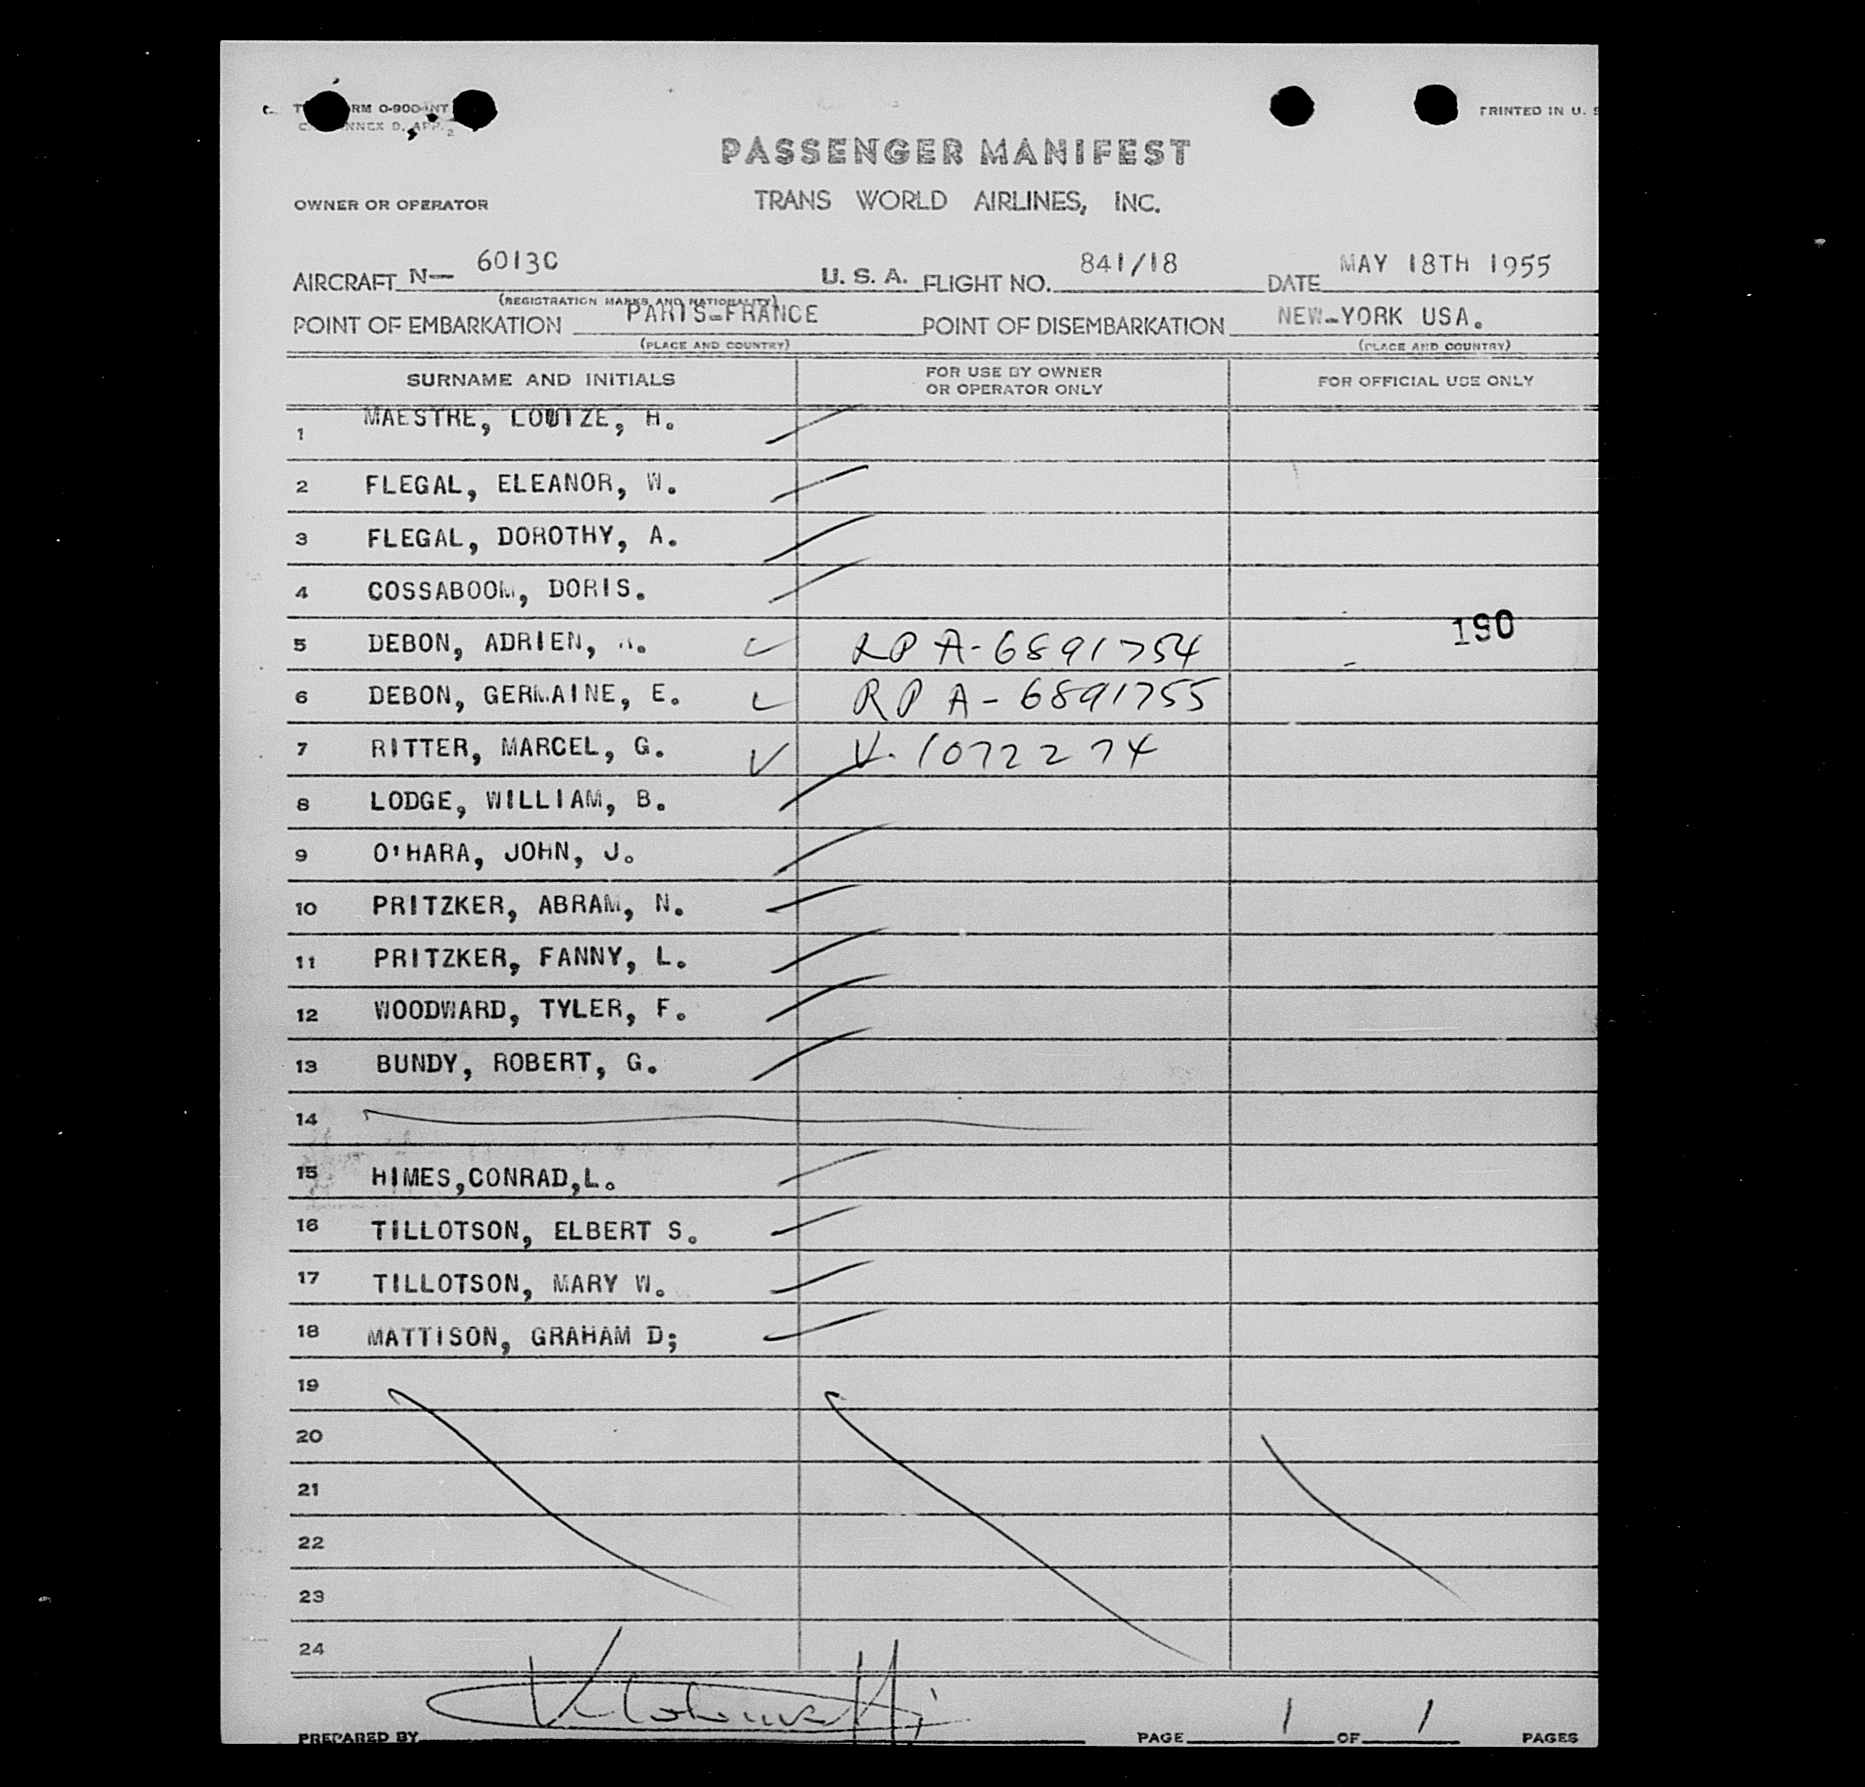 RM O-900-INT
NNEX D, APP. 2
PRINTED IN U. S
PASSENGER MANIFEST
OWNER OR OPERATOR TRANS WORLD AIRLINES, INC.
AIRCRAFT N— 6013C U. S. A. FLIGHT NO. 841/18 DATE MAY 18TH 1955
(REGISTRATION MARKS AND NATIONALITY)
POINT OF EMBARKATION PARIS-FRANCE POINT OF DISEMBARKATION NEW-YORK USA.
(PLACE AND COUNTRY) (PLACE AND COUNTRY)
SURNAME AND INITIALS FOR USE BY OWNER OR OPERATOR ONLY FOR OFFICIAL USE ONLY
1 MAESTRE, LOUIZE, H.
2 FLEGAL, ELEANOR, W.
3 FLEGAL, DOROTHY, A.
4 COSSABOOM, DORIS.
190
5 DEBON, ADRIEN, RP A-6891754
6 DEBON, GERMAINE, E. RP A-6891755
7 RITTER, MARCEL, G. V. 1072274
8 LODGE, WILLIAM, B.
9 O'HARA, JOHN, J.
10 PRITZKER, ABRAM, N.
11 PRITZKER, FANNY, L.
12 WOODWARD, TYLER, F.
13 BUNDY, ROBERT, G.
14
15 HIMES,CONRAD,L.
16 TILLOTSON, ELBERT S.
17 TILLOTSON, MARY W.
18 MATTISON, GRAHAM D;
19
20
21
22
23
24
PREPARED BY PAGE 1 OF 1 PAGES